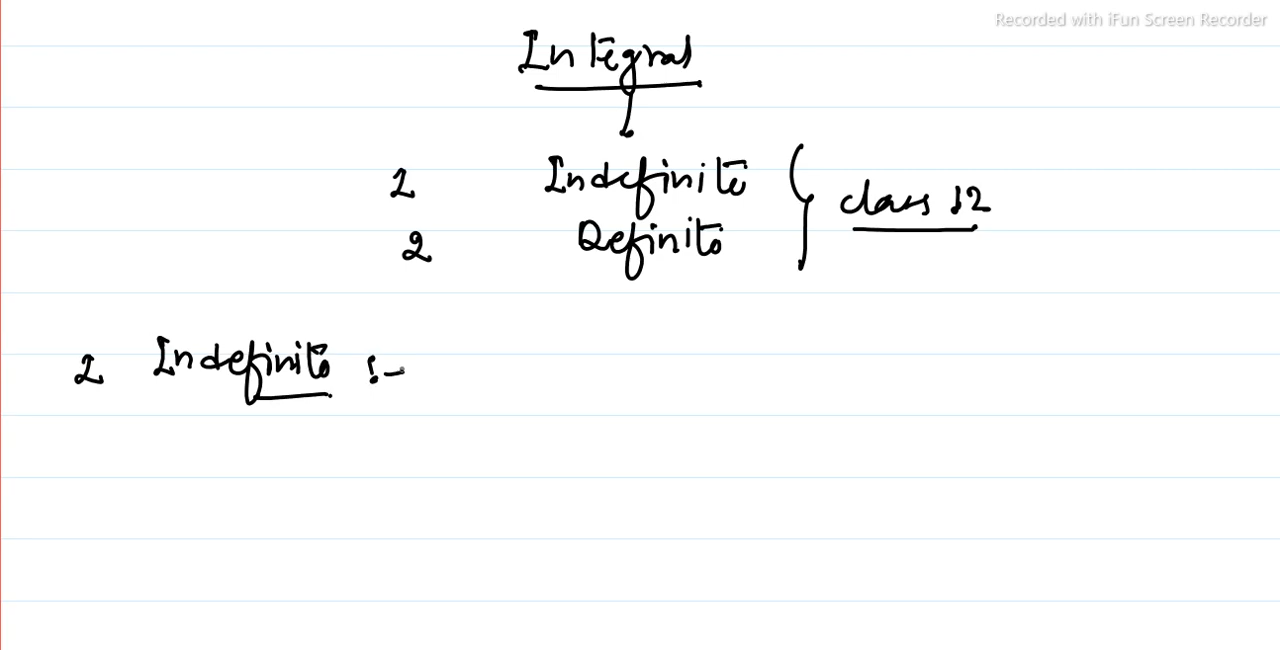 Recorded with iFun Screen Recorder
Integral
1 Indefinite
2 Definite
class 12
1 Indefinite :-